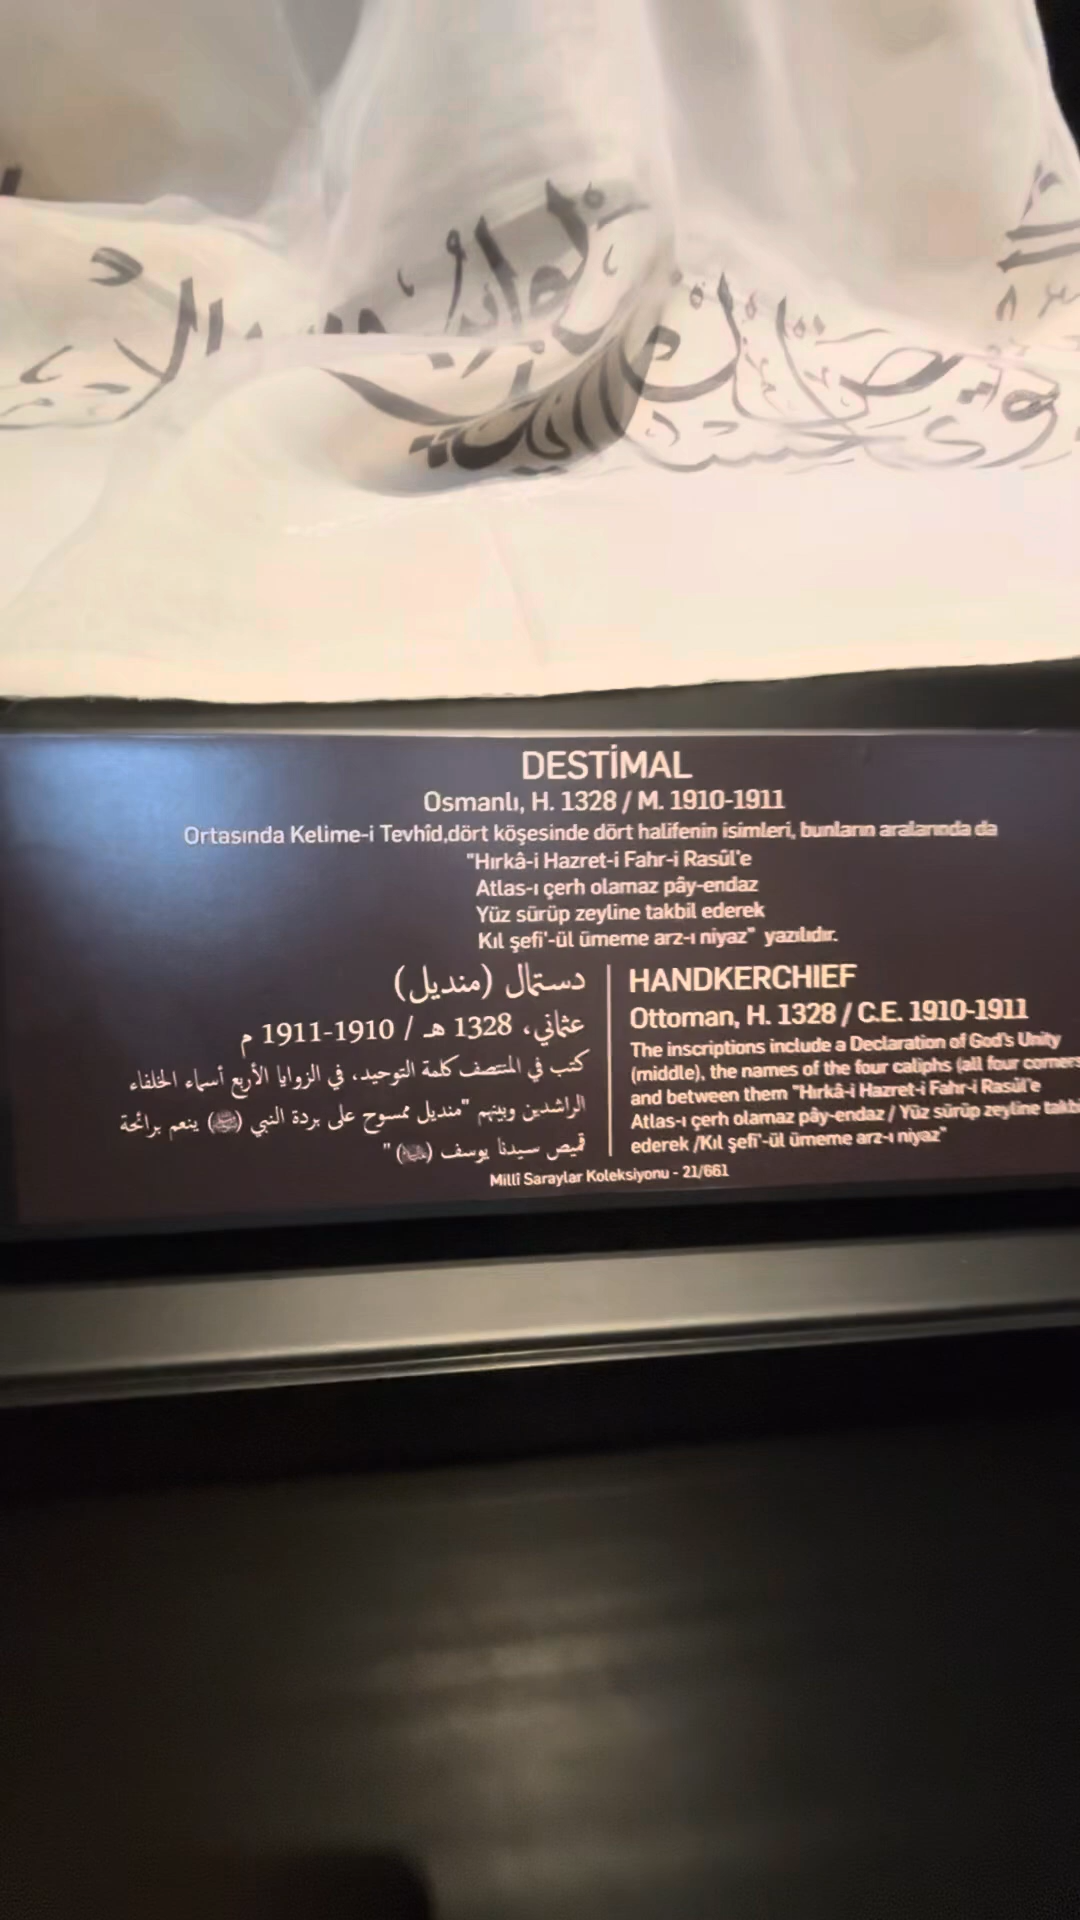 DESTİMAL
Osmanlı, H. 1328 / M. 1910-1911
Ortasında Kelime-i Tevhîd,dört köşesinde dört halifenin isimleri, bunların aralarında da
"Hırkâ-i Hazret-i Fahr-i Rasûl'e
Atlas-ı çerh olamaz pây-endaz
Yüz sürüp zeyline takbil ederek
Kıl şefi'-ül ümeme arz-ı niyaz" yazılıdır.
دستمال (منديل)
عثماني، 1328 هـ / 1910-1911 م
كتب في المنتصف كلمة التوحيد، في الزوايا الأربع أسماء الخلفاء
الراشدين وبينهم "منديل ممسوح على بردة النبي (ﷺ) ينعم برائحة
قميص سيدنا يوسف () "
HANDKERCHIEF
Ottoman, H. 1328 / C.E. 1910-1911
The inscriptions include a Declaration of God's Unity
(middle), the names of the four caliphs (all four corners
and between them "Hırkâ-i Hazret-i Fahr-i Rasûl'e
Atlas-ı çerh olamaz pây-endaz / Yüz sürüp zeyline
ederek /Kıl şefi'-ül ümeme arz-ı niyaz"
Millî Saraylar Koleksiyonu - 21/661